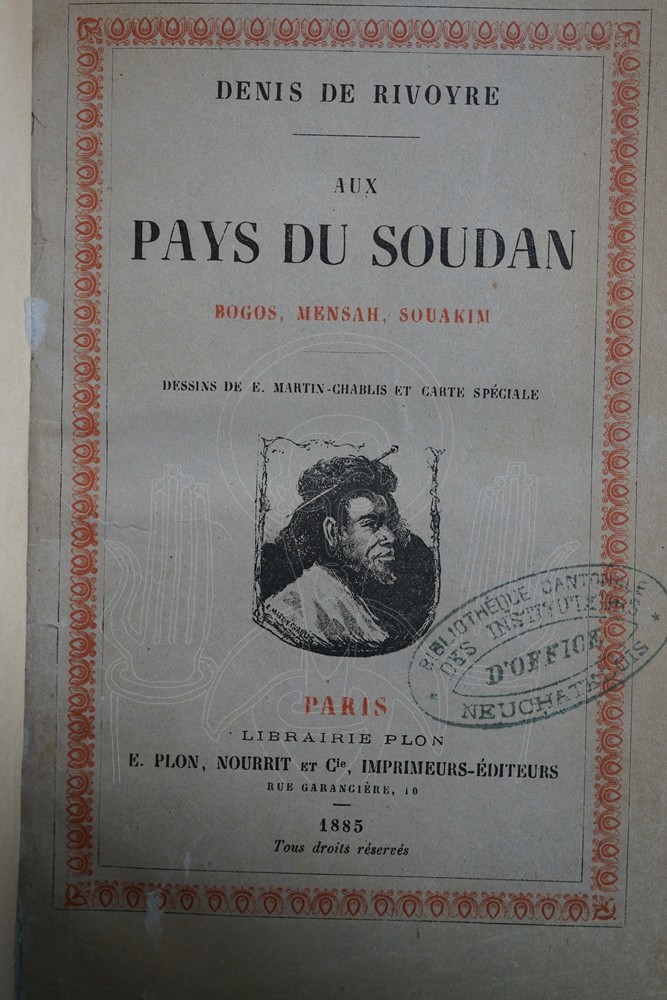 DENIS DE RIVOYRE
AUX
PAYS DU SOUDAN
BOGOS, MENSAH, SOUAKIM
DESSINS DE E. MARTIN-CHABLIS ET CARTE SPÉCIALE
E. MARTIN CHABLIS
BIBLIOTHÈQUE CANTONALE
DES INSTITUTEURS
D'OFFICE
NEUCHATELOIS
PARIS
LIBRAIRIE PLON
E. PLON, NOURRIT ET Cie, IMPRIMEURS-ÉDITEURS
RUE GARANCIÈRE, 10
1885
Tous droits réservés